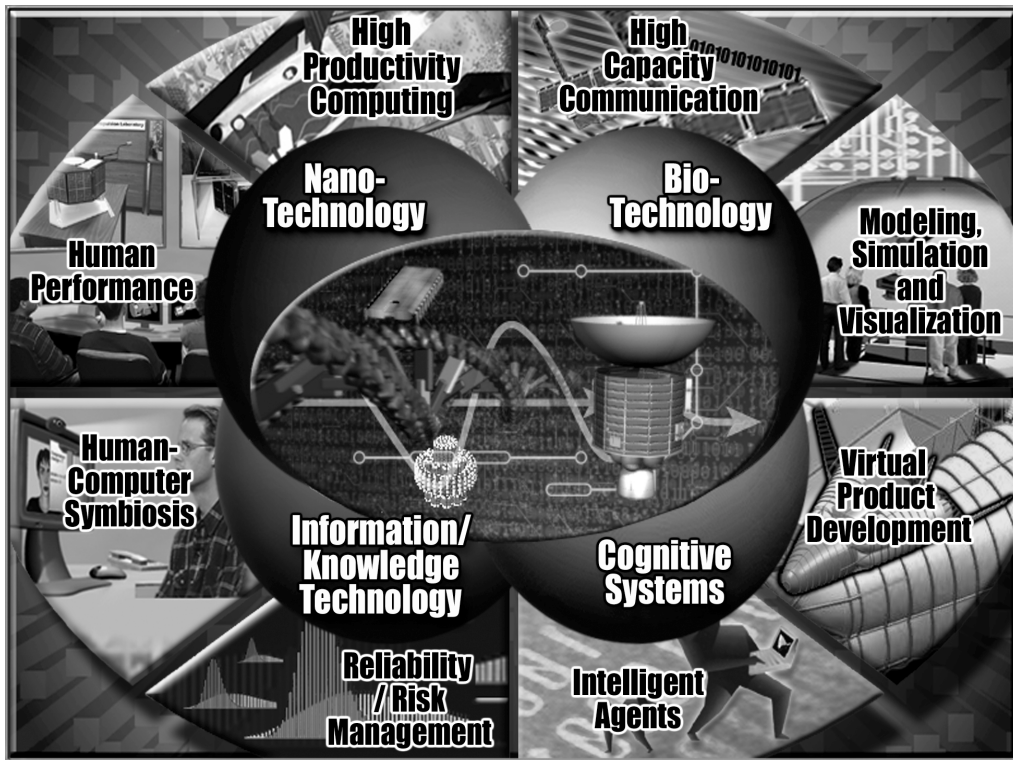 High
Productivity
Computing
High
Capacity
Communication
010101010101
Nano-
Technology
Bio-
Technology
Human
Performance
Modeling,
Simulation
and
Visualization
Human-
Computer
Symbiosis
Virtual
Product
Development
Information/
Knowledge
Technology
Cognitive
Systems
Reliability
/ Risk
Management
Intelligent
Agents